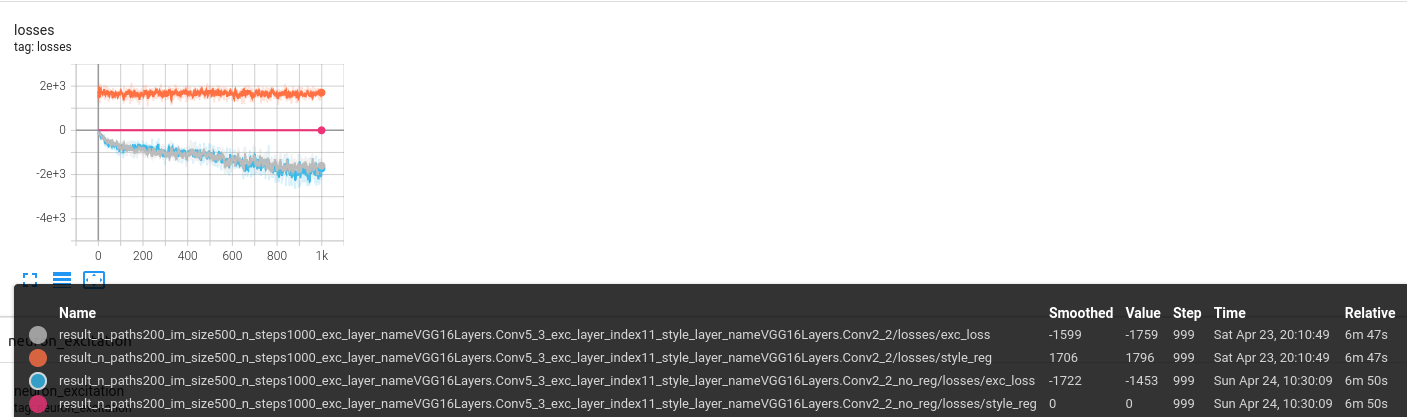 losses
tag: losses
2e+3
0
-2e+3
-4e+3
0 200 400 600 800 1k
Name Smoothed Value Step Time Relative
result_n_paths200_im_size500_n_steps1000_exc_layer_nameVGG16Layers.Conv5_3_exc_layer_index11_style_layer_nameVGG16Layers.Conv2_2/losses/exc_loss -1599 -1759 999 Sat Apr 23, 20:10:49 6m 47s
neuron_excitation
result_n_paths200_im_size500_n_steps1000_exc_layer_nameVGG16Layers.Conv5_3_exc_layer_index11_style_layer_nameVGG16Layers.Conv2_2/losses/style_reg 1706 1796 999 Sat Apr 23, 20:10:49 6m 47s
result_n_paths200_im_size500_n_steps1000_exc_layer_nameVGG16Layers.Conv5_3_exc_layer_index11_style_layer_nameVGG16Layers.Conv2_2_no_reg/losses/exc_loss -1722 -1453 999 Sun Apr 24, 10:30:09 6m 50s
neuron_excitation
result_n_paths200_im_size500_n_steps1000_exc_layer_nameVGG16Layers.Conv5_3_exc_layer_index11_style_layer_nameVGG16Layers.Conv2_2_no_reg/losses/style_reg 0 0 999 Sun Apr 24, 10:30:09 6m 50s
tag: neuron_excitation